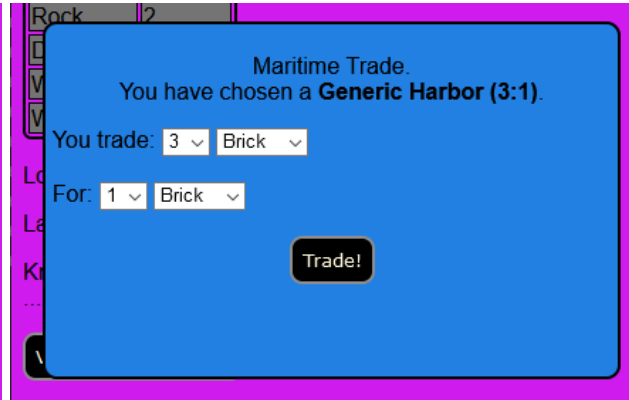 Rock 2
Maritime Trade.
You have chosen a Generic Harbor (3:1).
You trade: 3 Brick
For: 1 Brick
Trade!